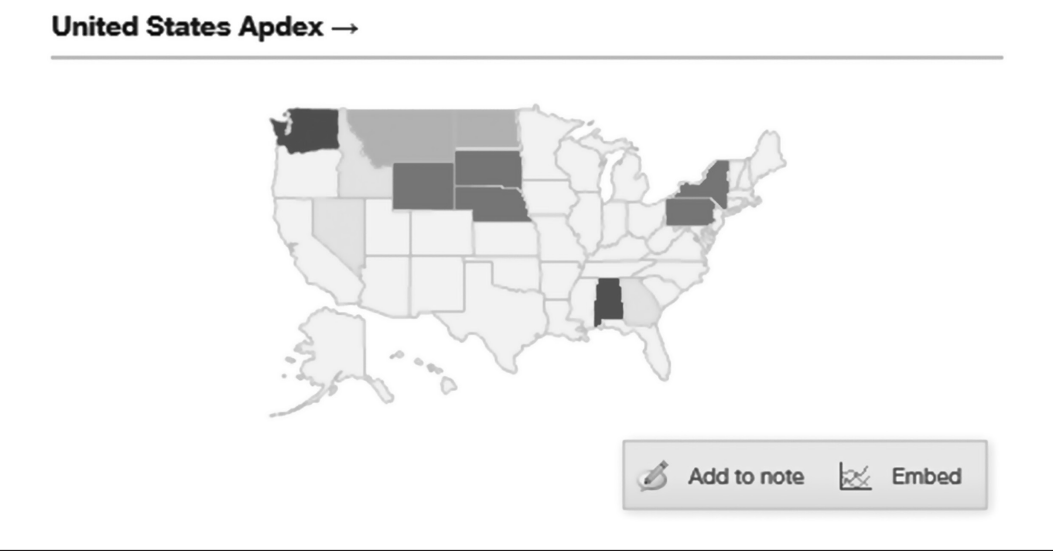 United States Apdex →
Add to note
Embed